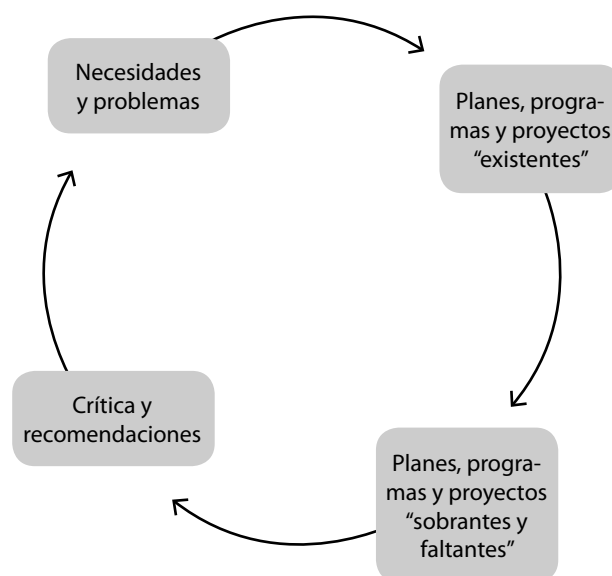 Necesidades
y problemas
Planes, progra-
mas y proyectos
“existentes”
Planes, progra-
mas y proyectos
“sobrantes y
faltantes”
Crítica y
recomendaciones